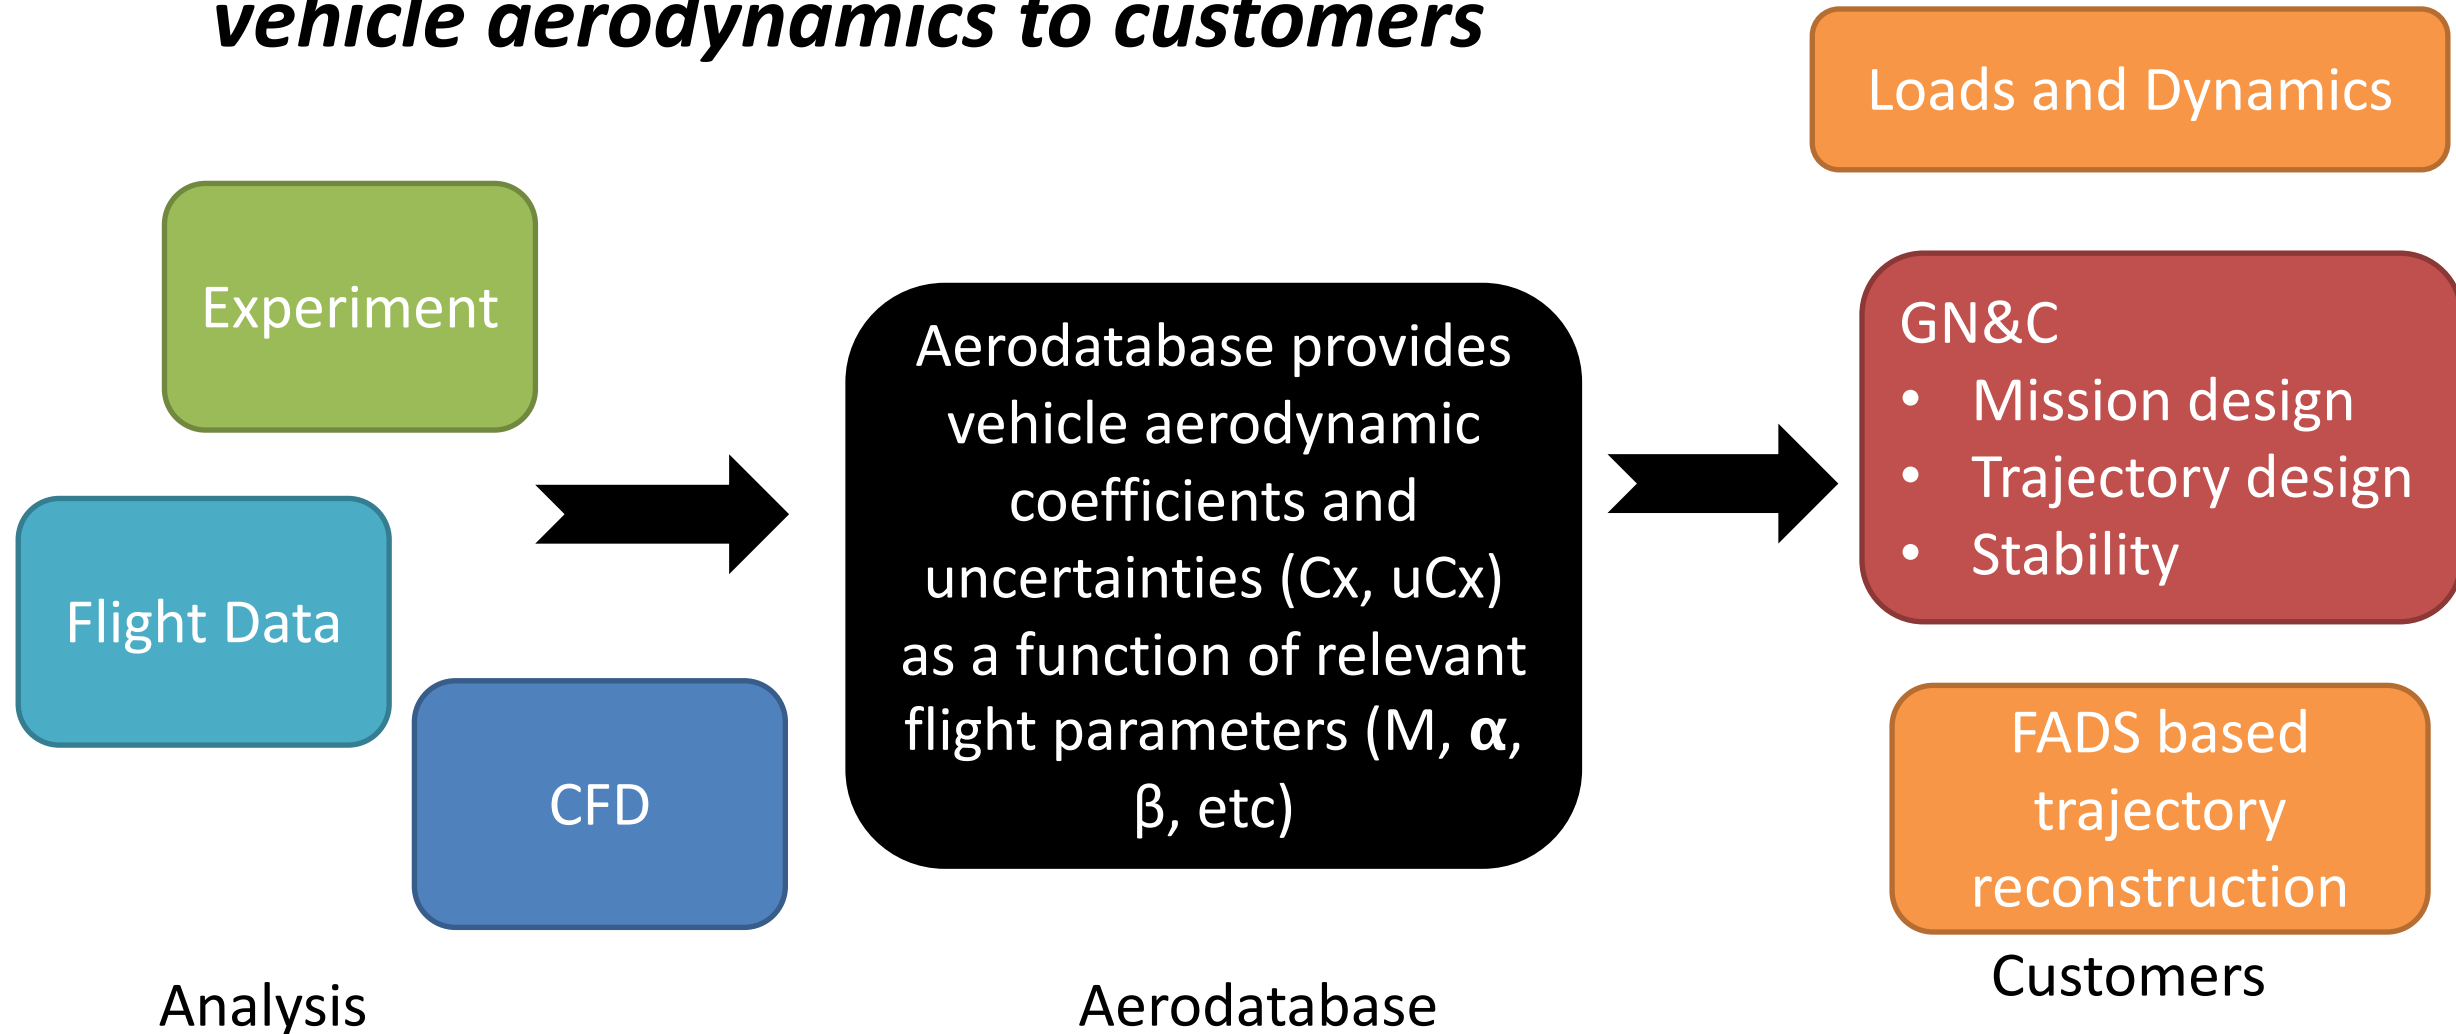 vehicle aerodynamics to customers
Experiment
Flight Data
CFD
Analysis
Aerodatabase provides
vehicle aerodynamic
coefficients and
uncertainties (Cx, uCx)
as a function of relevant
flight parameters (M, α,
β, etc)
Aerodatabase
Loads and Dynamics
GN&C
• Mission design
• Trajectory design
• Stability
FADS based
trajectory
reconstruction
Customers